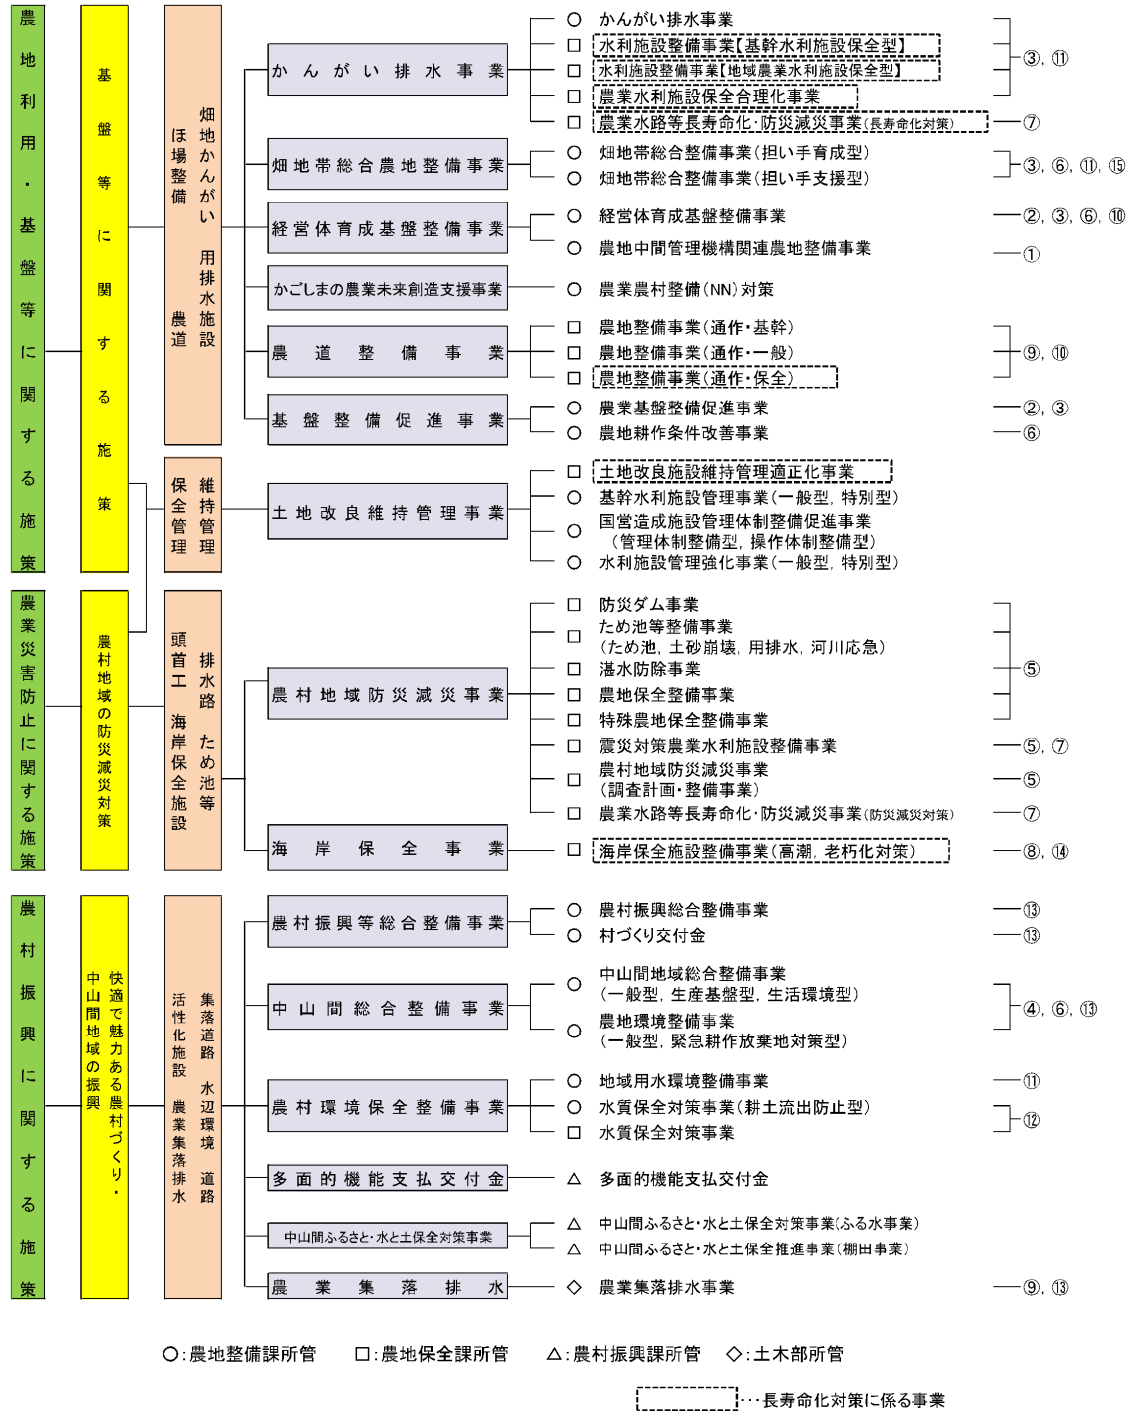 農地利用・基盤等に関する施策
基盤等に関する施策
畑地かんがい 用排水施設
ほ場整備 農道
かんがい排水事業
○ かんがい排水事業
□ 水利施設整備事業【基幹水利施設保全型】
□ 水利施設整備事業【地域農業水利施設保全型】
□ 農業水利施設保全合理化事業
③, ⑪
□ 農業水路等長寿命化・防災減災事業(長寿命化対策)
⑦
畑地帯総合農地整備事業
○ 畑地帯総合整備事業(担い手育成型)
○ 畑地帯総合整備事業(担い手支援型)
③, ⑥, ⑪, ⑮
経営体育成基盤整備事業
○ 経営体育成基盤整備事業
②, ③, ⑥, ⑩
○ 農地中間管理機構関連農地整備事業
①
かごしまの農業未来創造支援事業
○ 農業農村整備(NN)対策
農道整備事業
□ 農地整備事業(通作・基幹)
□ 農地整備事業(通作・一般)
□ 農地整備事業(通作・保全)
⑨, ⑩
基盤整備促進事業
○ 農業基盤整備促進事業
②, ③
○ 農地耕作条件改善事業
⑥
維持管理
保全管理
土地改良維持管理事業
□ 土地改良施設維持管理適正化事業
○ 基幹水利施設管理事業(一般型, 特別型)
○ 国営造成施設管理体制整備促進事業
(管理体制整備型, 操作体制整備型)
○ 水利施設管理強化事業(一般型, 特別型)
農業災害防止に関する施策
農村地域の防災減災対策
排水路 ため池等
頭首工 海岸保全施設
農村地域防災減災事業
□ 防災ダム事業
□ ため池等整備事業
(ため池, 土砂崩壊, 用排水, 河川応急)
□ 湛水防除事業
□ 農地保全整備事業
□ 特殊農地保全整備事業
⑤
□ 震災対策農業水利施設整備事業
⑤, ⑦
□ 農村地域防災減災事業
(調査計画・整備事業)
⑤
□ 農業水路等長寿命化・防災減災事業(防災減災対策)
⑦
海岸保全事業
□ 海岸保全施設整備事業(高潮, 老朽化対策)
⑧, ⑭
農村振興に関する施策
快適で魅力ある農村づくり・
中山間地域の振興
集落道路 水辺環境 道路
活性化施設 農業集落排水
農村振興等総合整備事業
○ 農村振興総合整備事業
⑬
○ 村づくり交付金
⑬
中山間総合整備事業
○ 中山間地域総合整備事業
(一般型, 生産基盤型, 生活環境型)
○ 農地環境整備事業
(一般型, 緊急耕作放棄地対策型)
④, ⑥, ⑬
農村環境保全整備事業
○ 地域用水環境整備事業
⑪
○ 水質保全対策事業(耕土流出防止型)
□ 水質保全対策事業
⑫
多面的機能支払交付金
△ 多面的機能支払交付金
中山間ふるさと・水と土保全対策事業
△ 中山間ふるさと・水と土保全対策事業(ふる水事業)
△ 中山間ふるさと・水と土保全推進事業(棚田事業)
農業集落排水
◇ 農業集落排水事業
⑨, ⑬
○:農地整備課所管 □:農地保全課所管 △:農村振興課所管 ◇:土木部所管
･･･長寿命化対策に係る事業